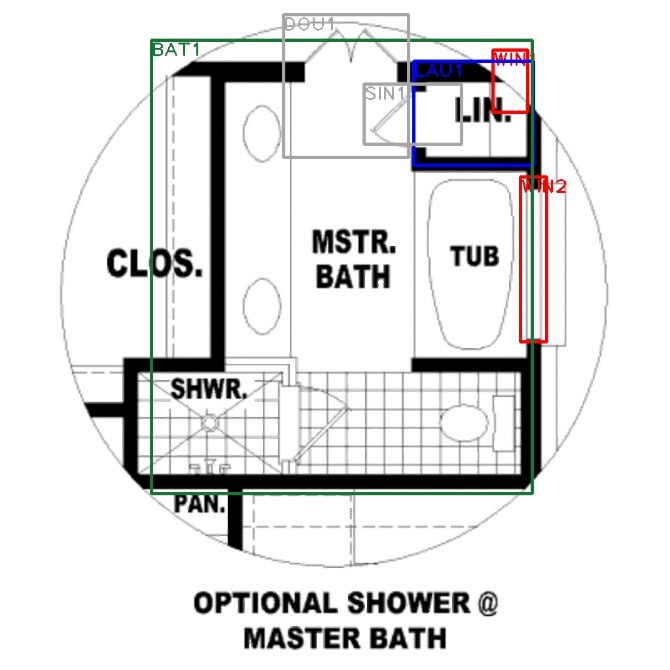 DOU1
BAT1
WIN1
LAU1
SIN1
LIN.
WIN2
MSTR.
BATH
TUB
CLOS.
SHWR.
PAN.
OPTIONAL SHOWER @
MASTER BATH